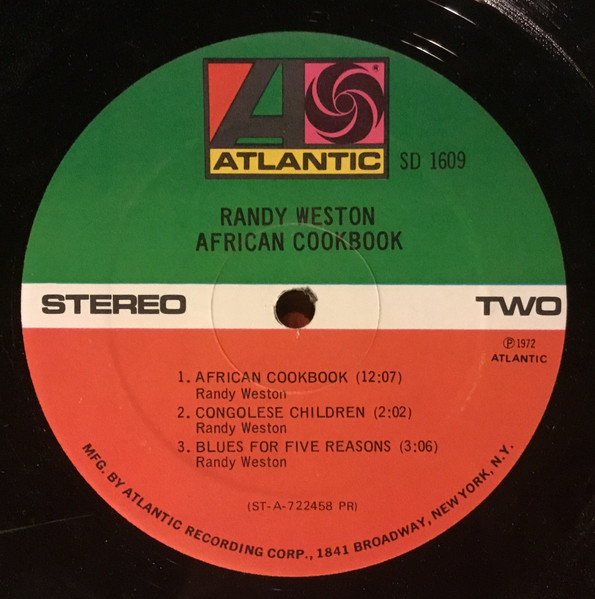 ATLANTIC
SD 1609
RANDY WESTON
AFRICAN COOKBOOK
STEREO
TWO
℗ 1972
ATLANTIC
1. AFRICAN COOKBOOK (12:07)
Randy Weston
2. CONGOLESE CHILDREN (2:02)
Randy Weston
3. BLUES FOR FIVE REASONS (3:06)
Randy Weston
(ST-A-722458 PR)
MFG. BY ATLANTIC RECORDING CORP., 1841 BROADWAY, NEW YORK, N.Y.